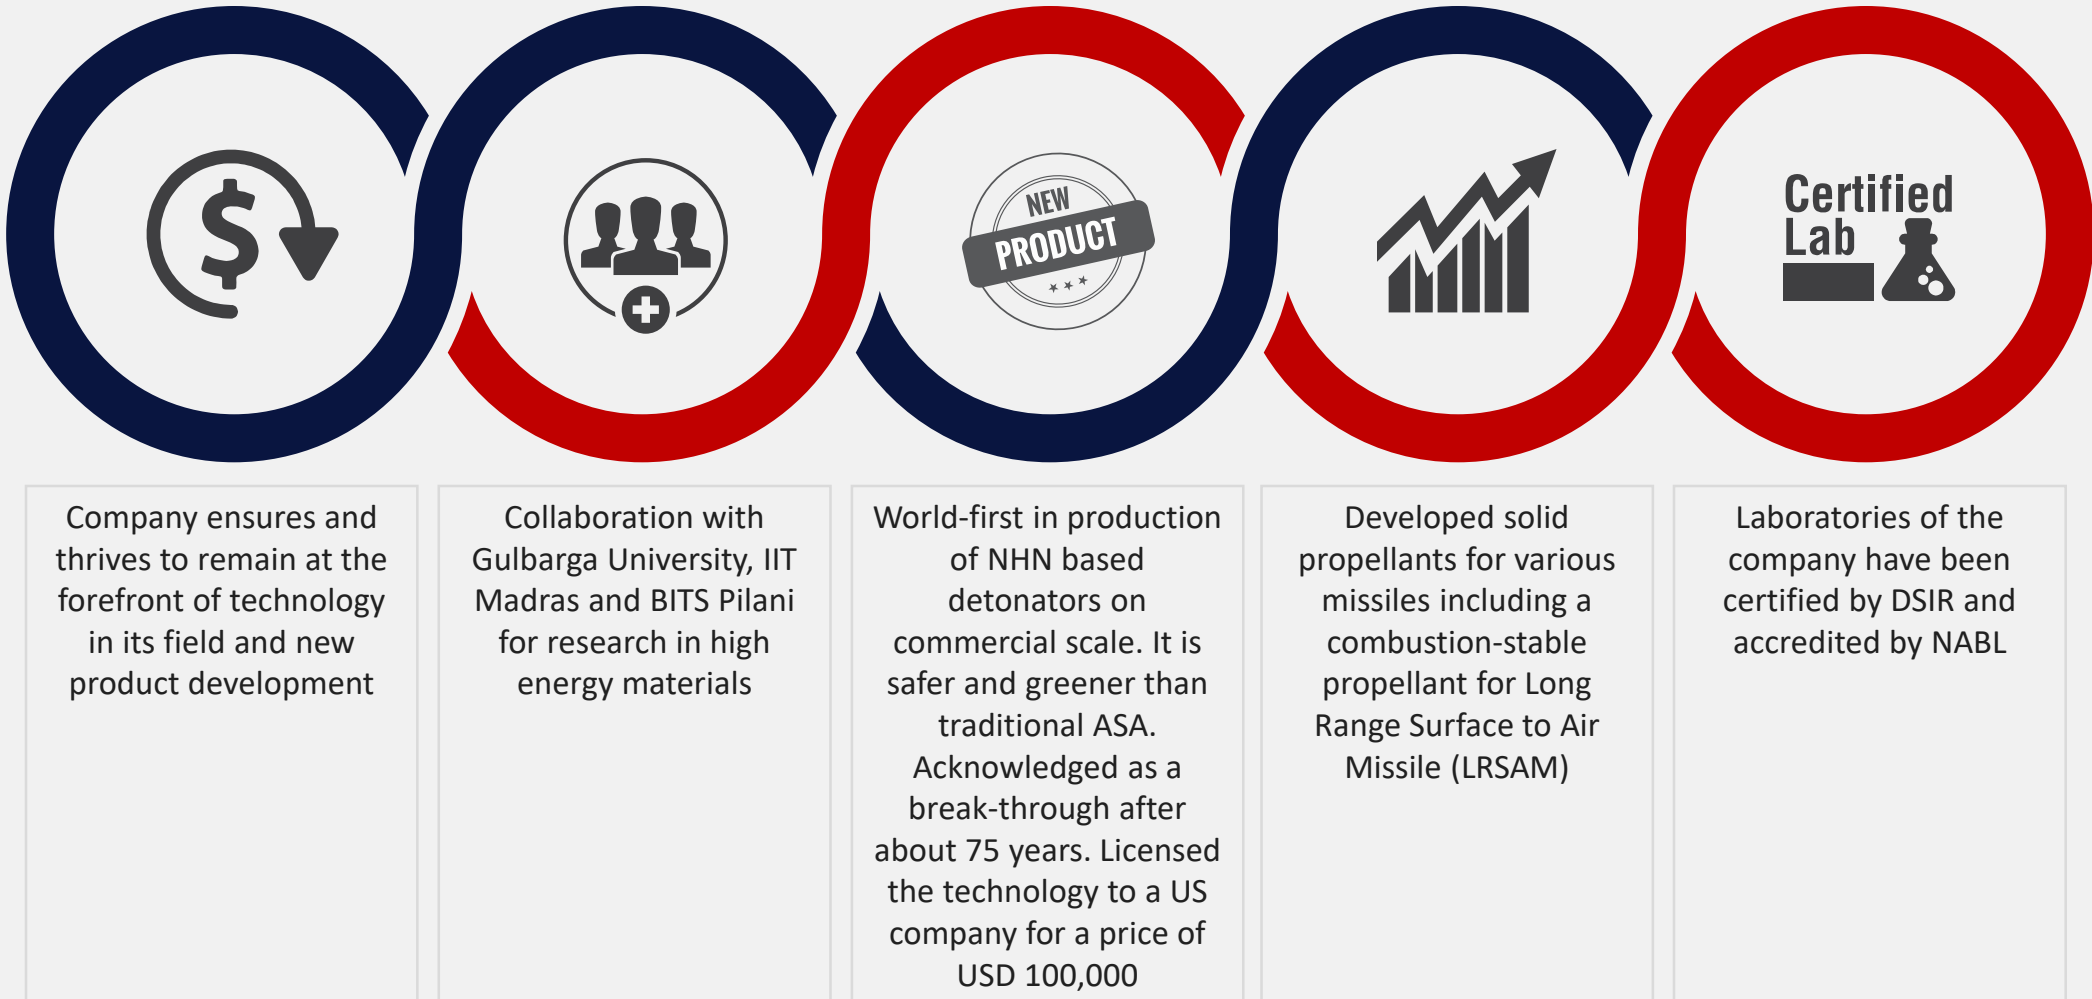 NEW
PRODUCT
Certified
Lab
Company ensures and
thrives to remain at the
forefront of technology
in its field and new
product development
Collaboration with
Gulbarga University, IIT
Madras and BITS Pilani
for research in high
energy materials
World-first in production
of NHN based
detonators on
commercial scale. It is
safer and greener than
traditional ASA.
Acknowledged as a
break-through after
about 75 years. Licensed
the technology to a US
company for a price of
USD 100,000
Developed solid
propellants for various
missiles including a
combustion-stable
propellant for Long
Range Surface to Air
Missile (LRSAM)
Laboratories of the
company have been
certified by DSIR and
accredited by NABL